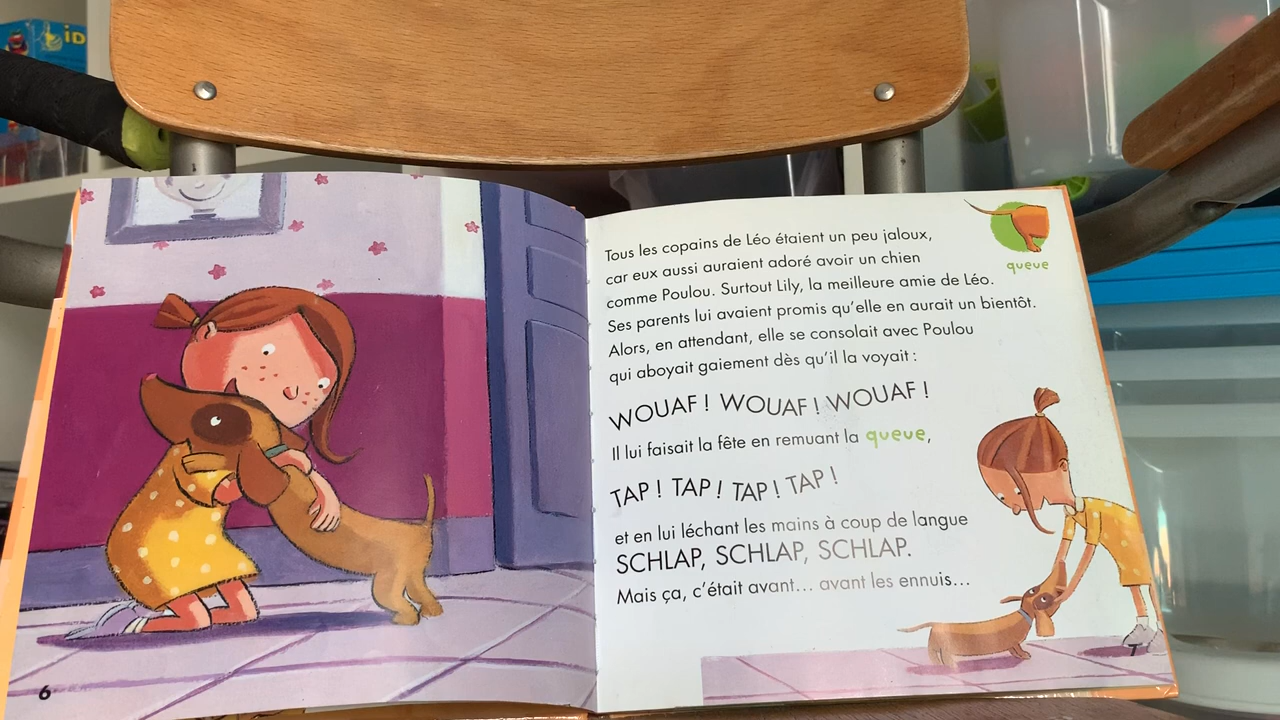 iD
Tous les copains de Léo étaient un peu jaloux,
car eux aussi auraient adoré avoir un chien
comme Poulou. Surtout Lily, la meilleure amie de Léo.
Ses parents lui avaient promis qu'elle en aurait un bientôt.
Alors, en attendant, elle se consolait avec Poulou
qui aboyait gaiement dès qu'il la voyait :
WOUAF ! WOUAF ! WOUAF !
Il lui faisait la fête en remuant la queue,
TAP ! TAP ! TAP ! TAP !
et en lui léchant les mains à coup de langue
SCHLAP, SCHLAP, SCHLAP.
Mais ça, c'était avant... avant les ennuis...
queue
6
7